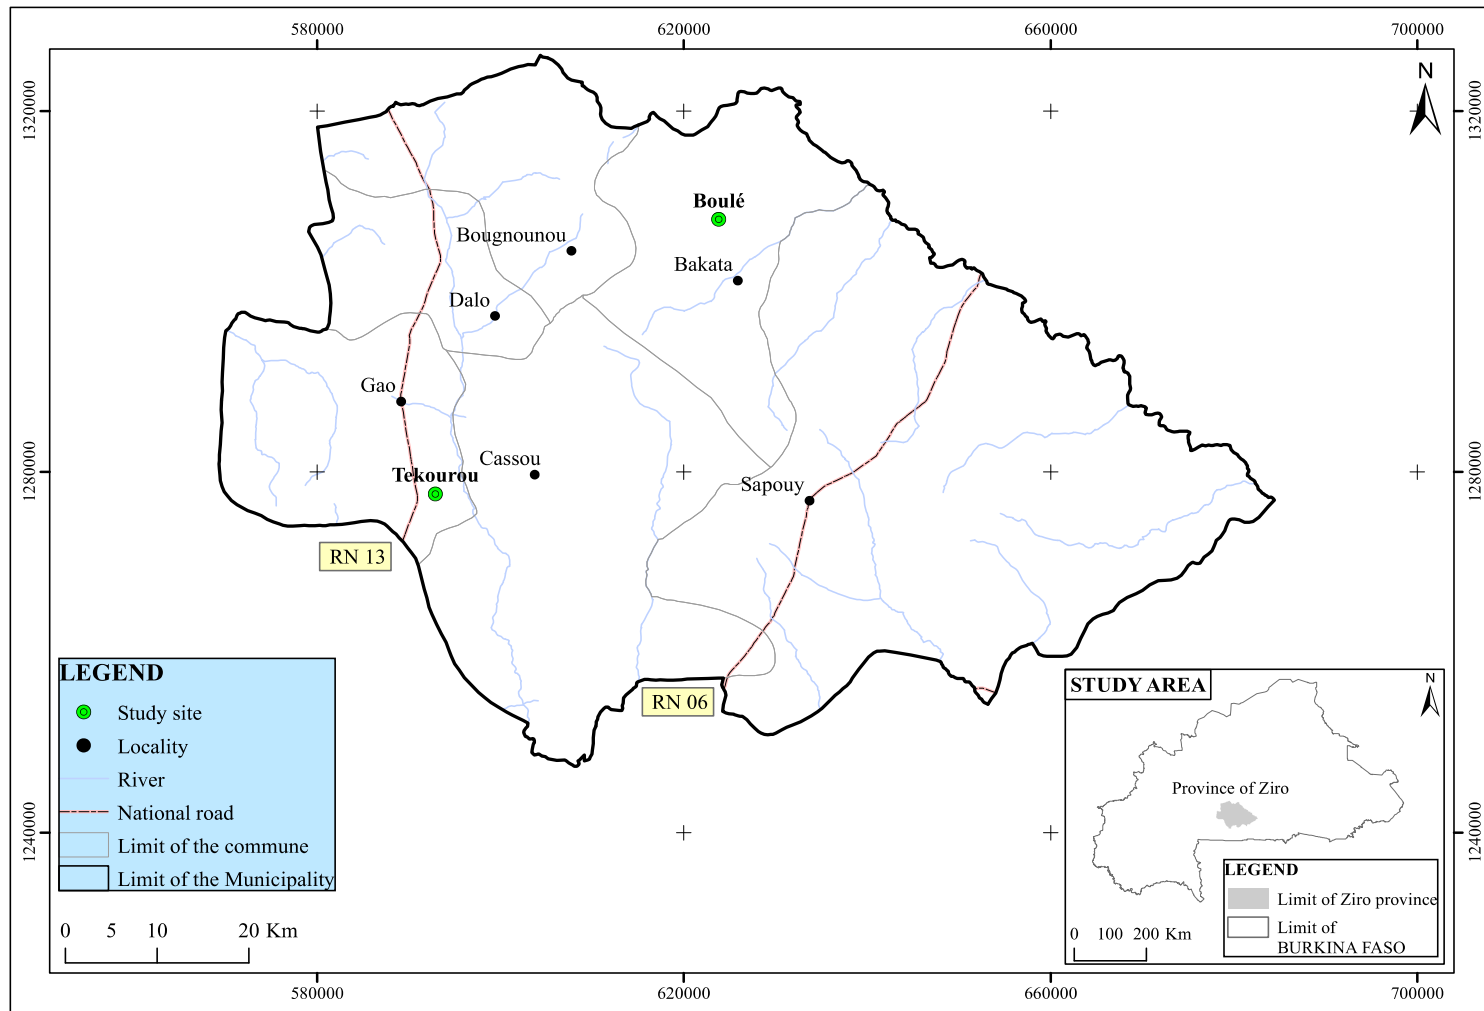 580000
620000
660000
700000
1320000
1320000
N
Boulé
Bougnounou
Bakata
Dalo
Gao
Cassou
Tekourou
Sapouy
1280000
1280000
RN 13
RN 06
LEGEND
Study site
Locality
River
National road
Limit of the commune
Limit of the Municipality
0 5 10 20 Km
1240000
1240000
STUDY AREA
N
Province of Ziro
LEGEND
Limit of Ziro province
Limit of
BURKINA FASO
0 100 200 Km
580000
620000
660000
700000